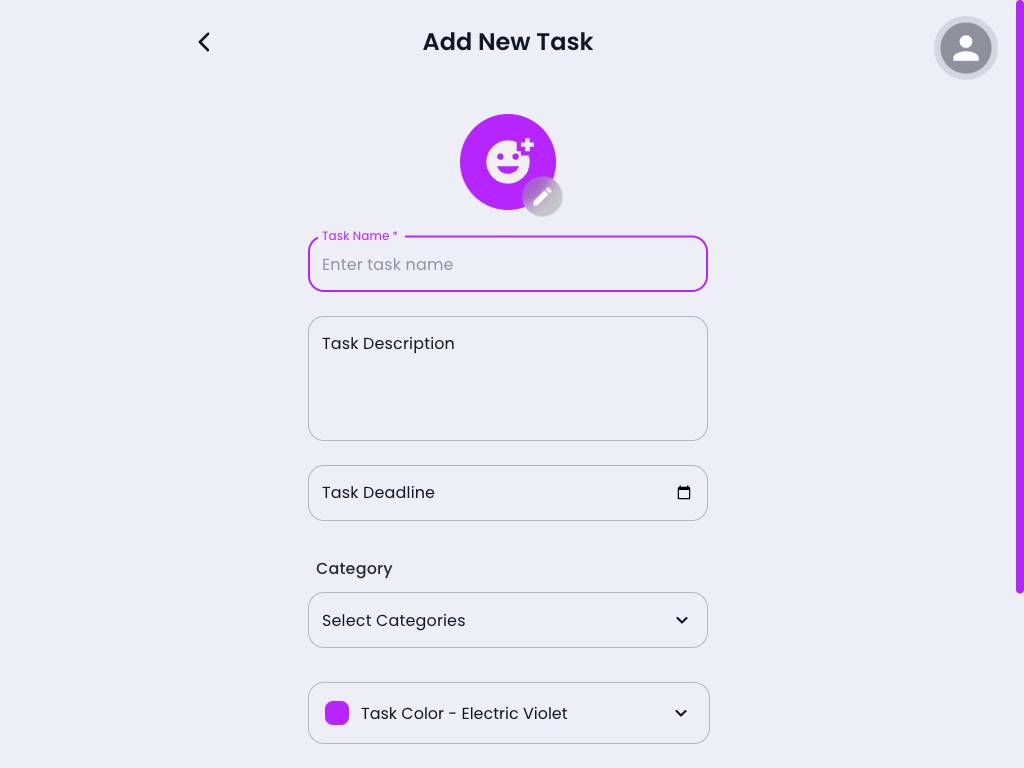 Add New Task
Task Name *
Enter task name
Task Description
Task Deadline
Category
Select Categories
Task Color - Electric Violet